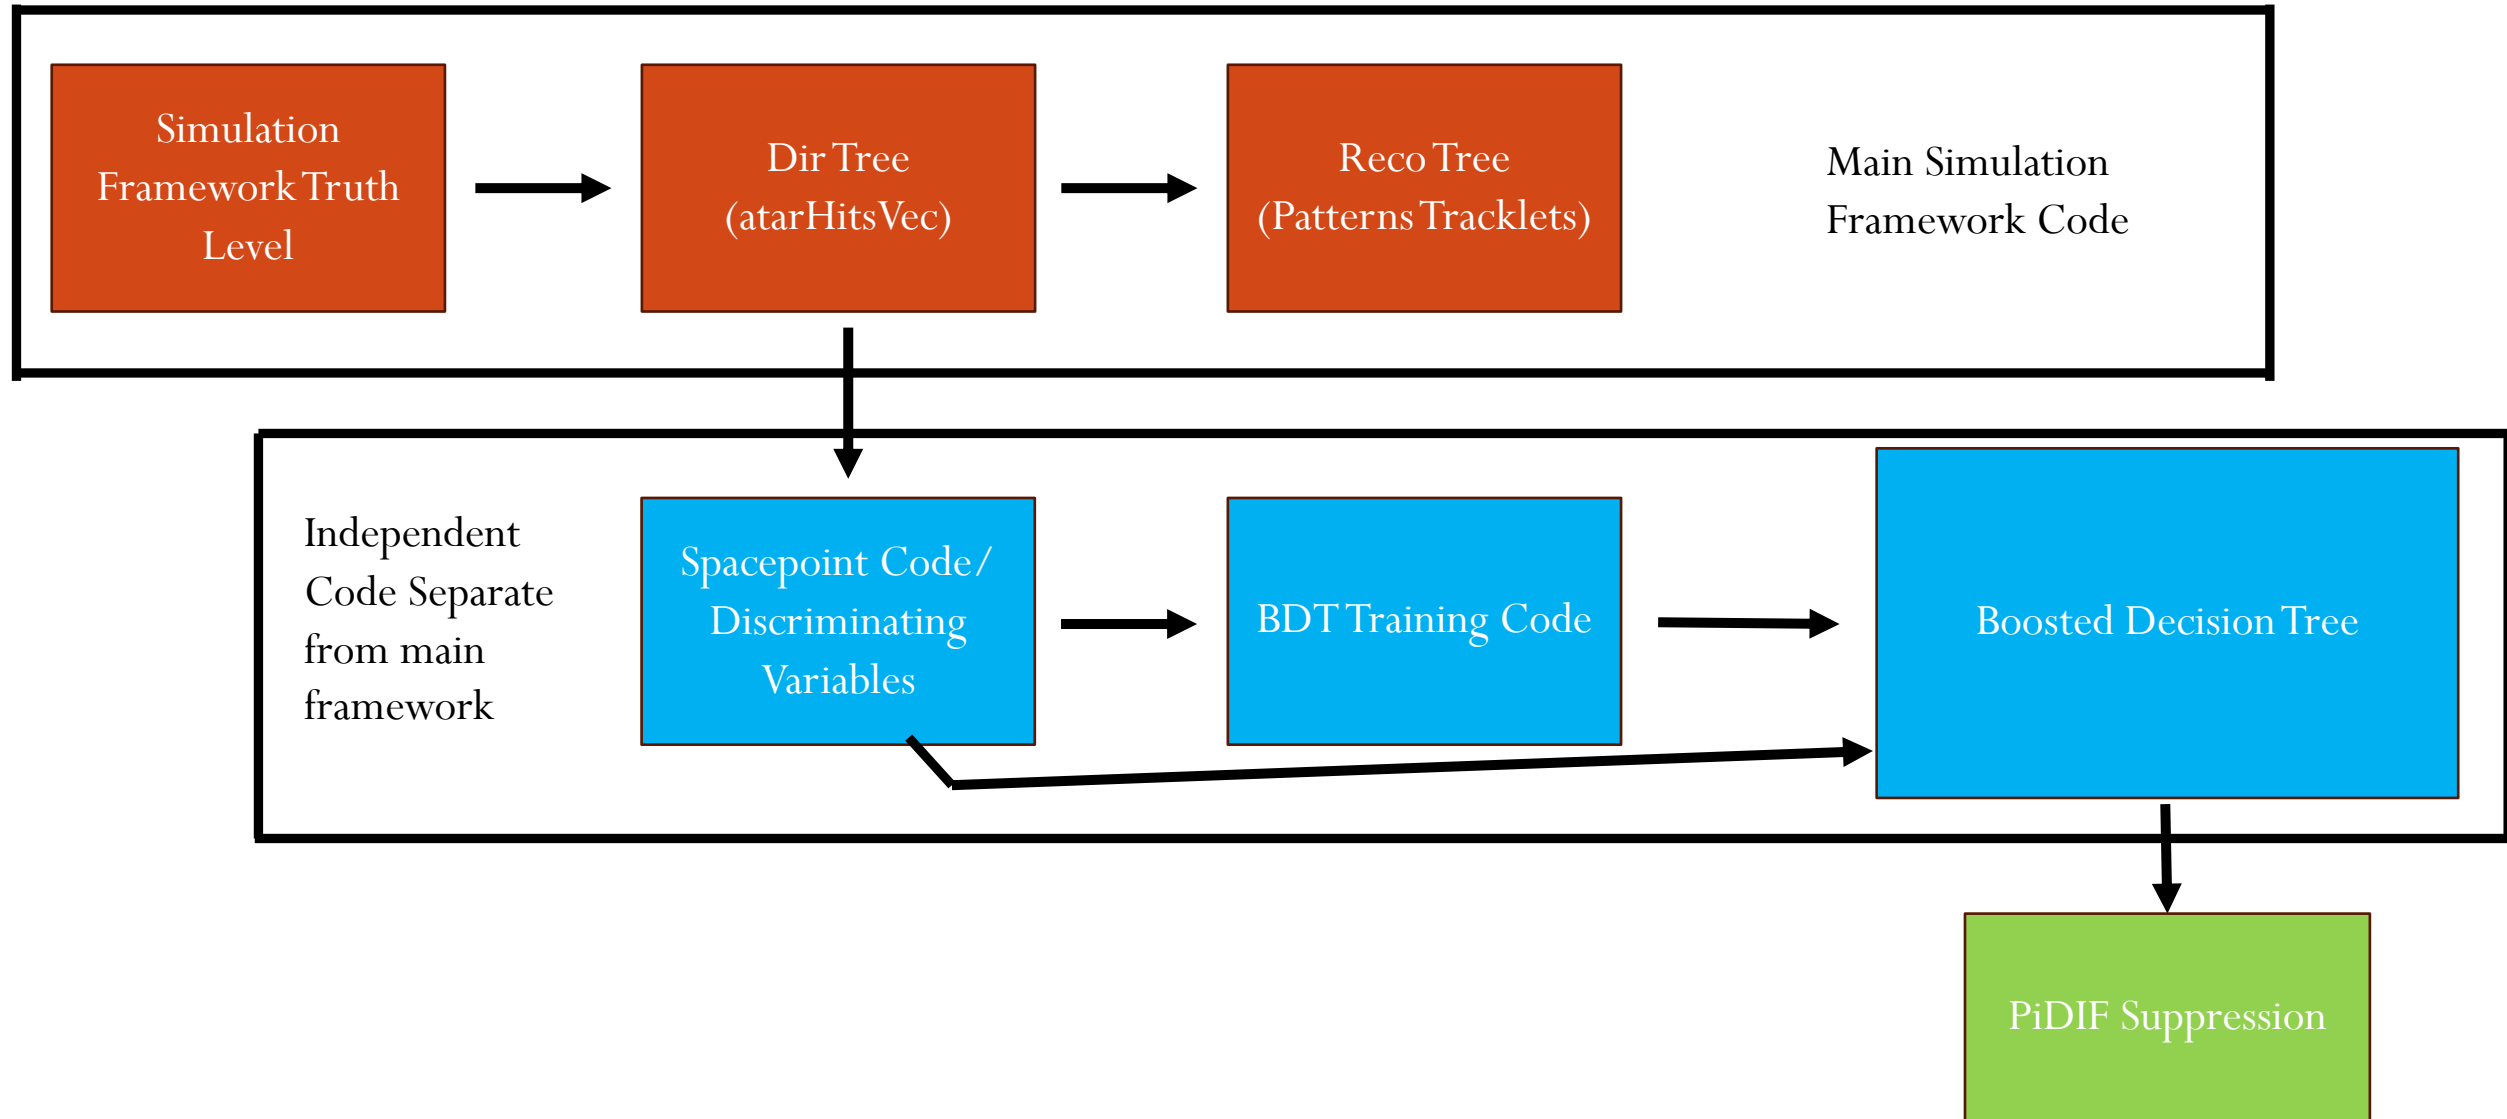 Simulation
Framework Truth
Level
Dir Tree
(atarHitsVec)
Reco Tree
(Patterns Tracklets)
Main Simulation
Framework Code
Independent
Code Separate
from main
framework
Spacepoint Code/
Discriminating
Variables
BDT Training Code
Boosted Decision Tree
PiDIF Suppression